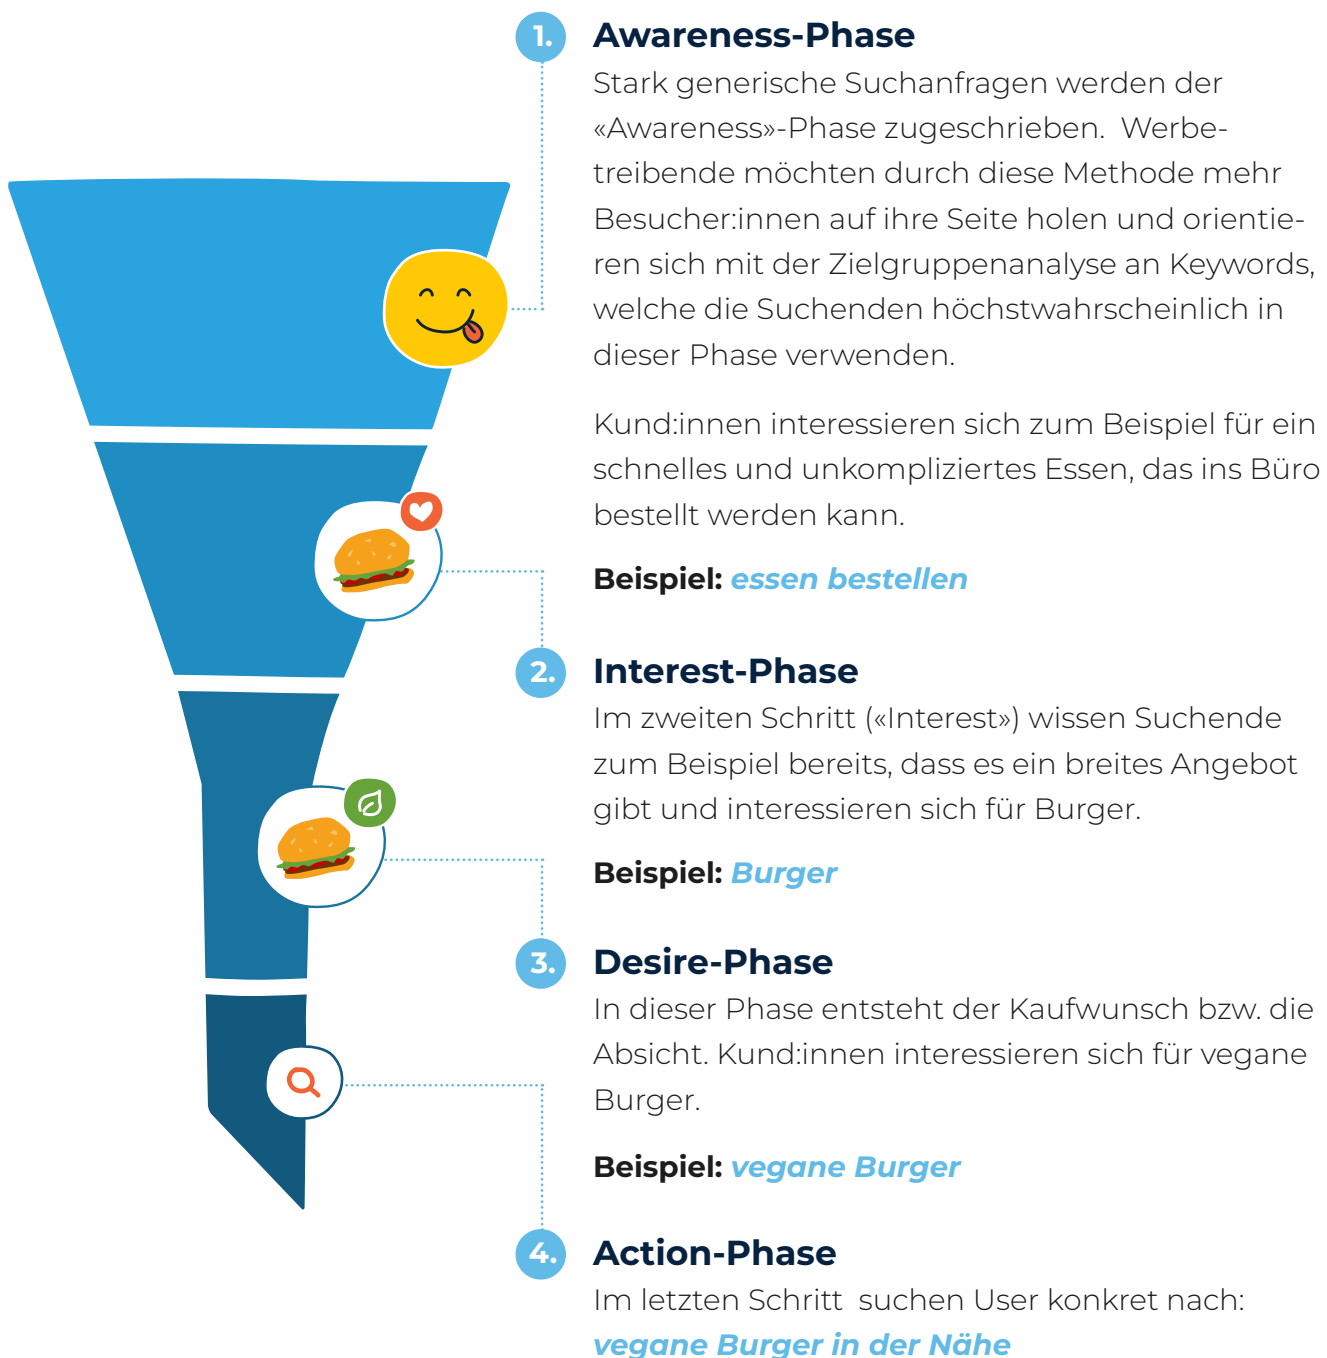 1. Awareness-Phase
Stark generische Suchanfragen werden der
«Awareness»-Phase zugeschrieben. Werbe-
treibende möchten durch diese Methode mehr
Besucher:innen auf ihre Seite holen und orientie-
ren sich mit der Zielgruppenanalyse an Keywords,
welche die Suchenden höchstwahrscheinlich in
dieser Phase verwenden.
Kund:innen interessieren sich zum Beispiel für ein
schnelles und unkompliziertes Essen, das ins Büro
bestellt werden kann.
Beispiel: essen bestellen
2. Interest-Phase
Im zweiten Schritt («Interest») wissen Suchende
zum Beispiel bereits, dass es ein breites Angebot
gibt und interessieren sich für Burger.
Beispiel: Burger
3. Desire-Phase
In dieser Phase entsteht der Kaufwunsch bzw. die
Absicht. Kund:innen interessieren sich für vegane
Burger.
Beispiel: vegane Burger
4. Action-Phase
Im letzten Schritt suchen User konkret nach:
vegane Burger in der Nähe